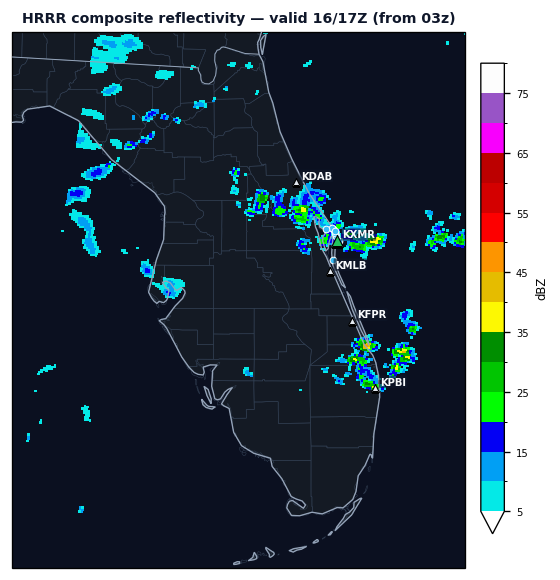 HRRR composite reflectivity — valid 16/17Z (from 03z)
KDAB
KXMR
KMLB
KFPR
KPBI
75
65
55
45
35
25
15
5
dBZ